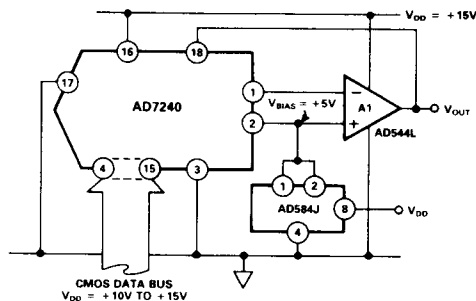 V_DD = +15V
16
18
17
AD7240
1
2
V_BIAS = +5V
−
A1
+
V_OUT
AD544L
4
15
3
1
2
AD584J
8
V_DD
4
CMOS DATA BUS
V_DD = +10V TO +15V